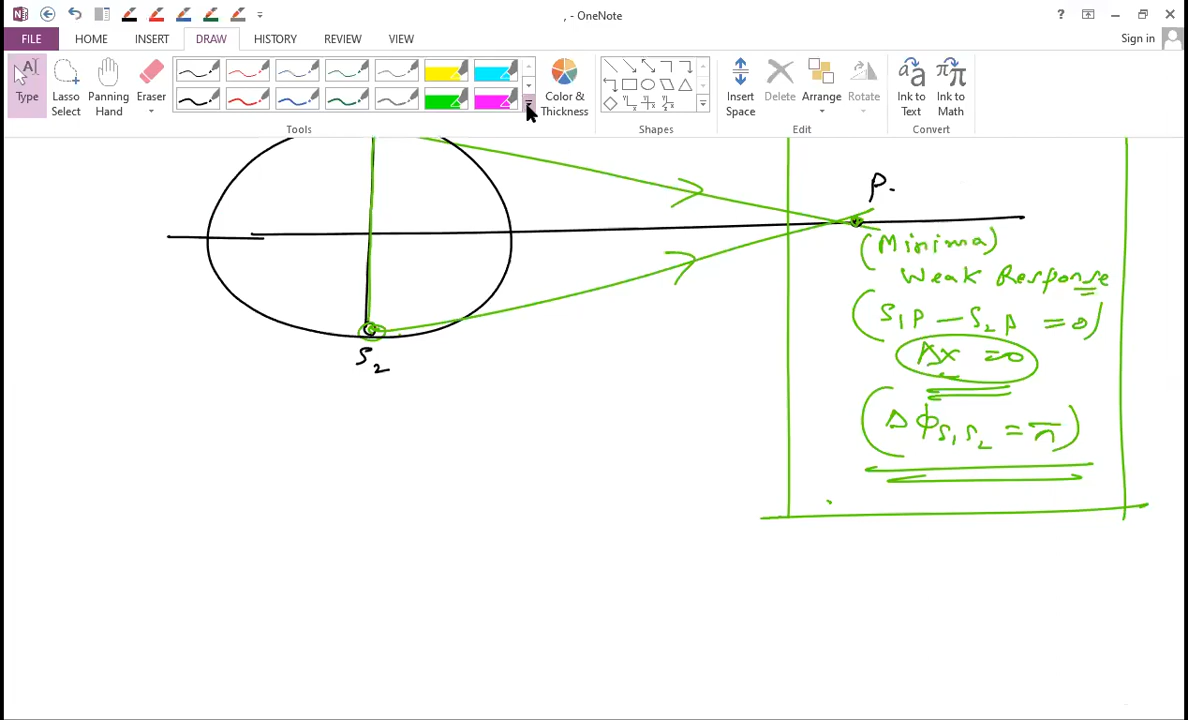 , - OneNote
?
FILE HOME INSERT DRAW HISTORY REVIEW VIEW
Sign in
Type
Lasso Select
Panning Hand
Eraser
Color & Thickness
Insert Space
Delete
Arrange
Rotate
Ink to Text
Ink to Math
Tools
Shapes
Edit
Convert
P.
(Minima)
Weak Response
(S₁P — S₂P = 0)
Δx = 0
(Δ ϕ S₁ S₂ = π)
S₂